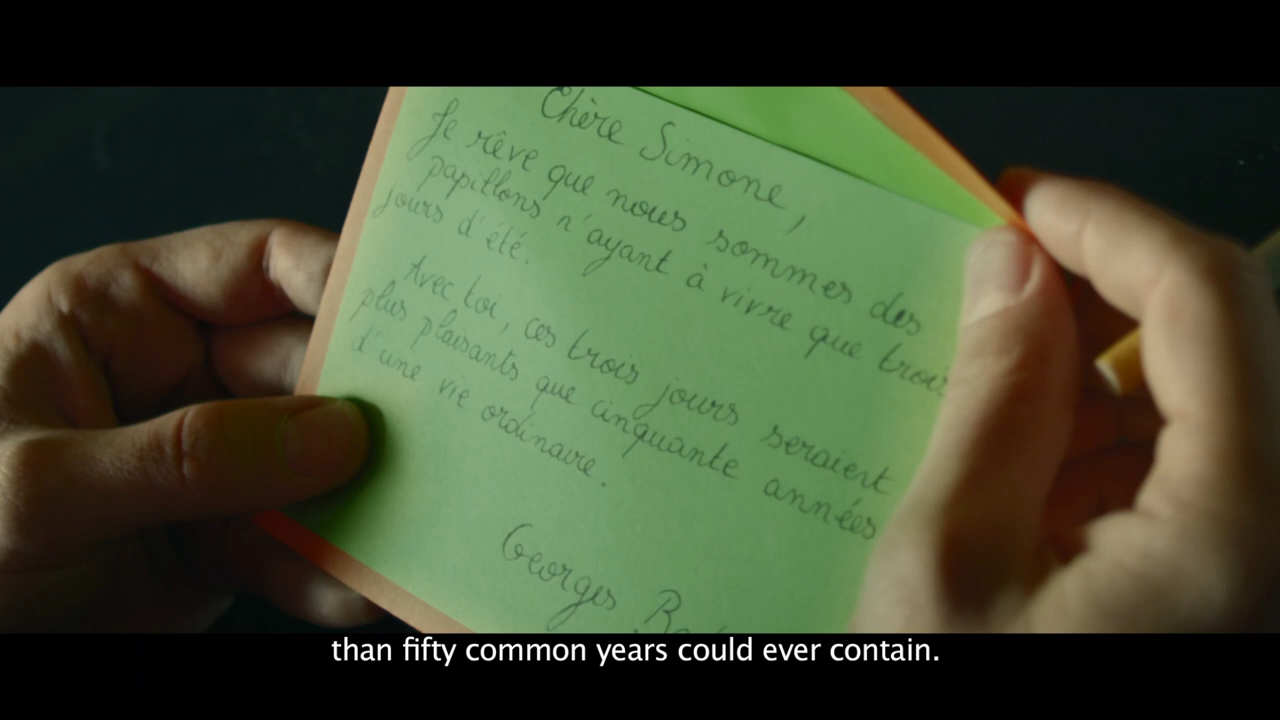 Chère Simone,
Je rêve que nous sommes des
papillons n'ayant à vivre que trois
jours d'été.
Avec toi, ces trois jours seraient
plus plaisants que cinquante années
d'une vie ordinaire.
Georges
than fifty common years could ever contain.